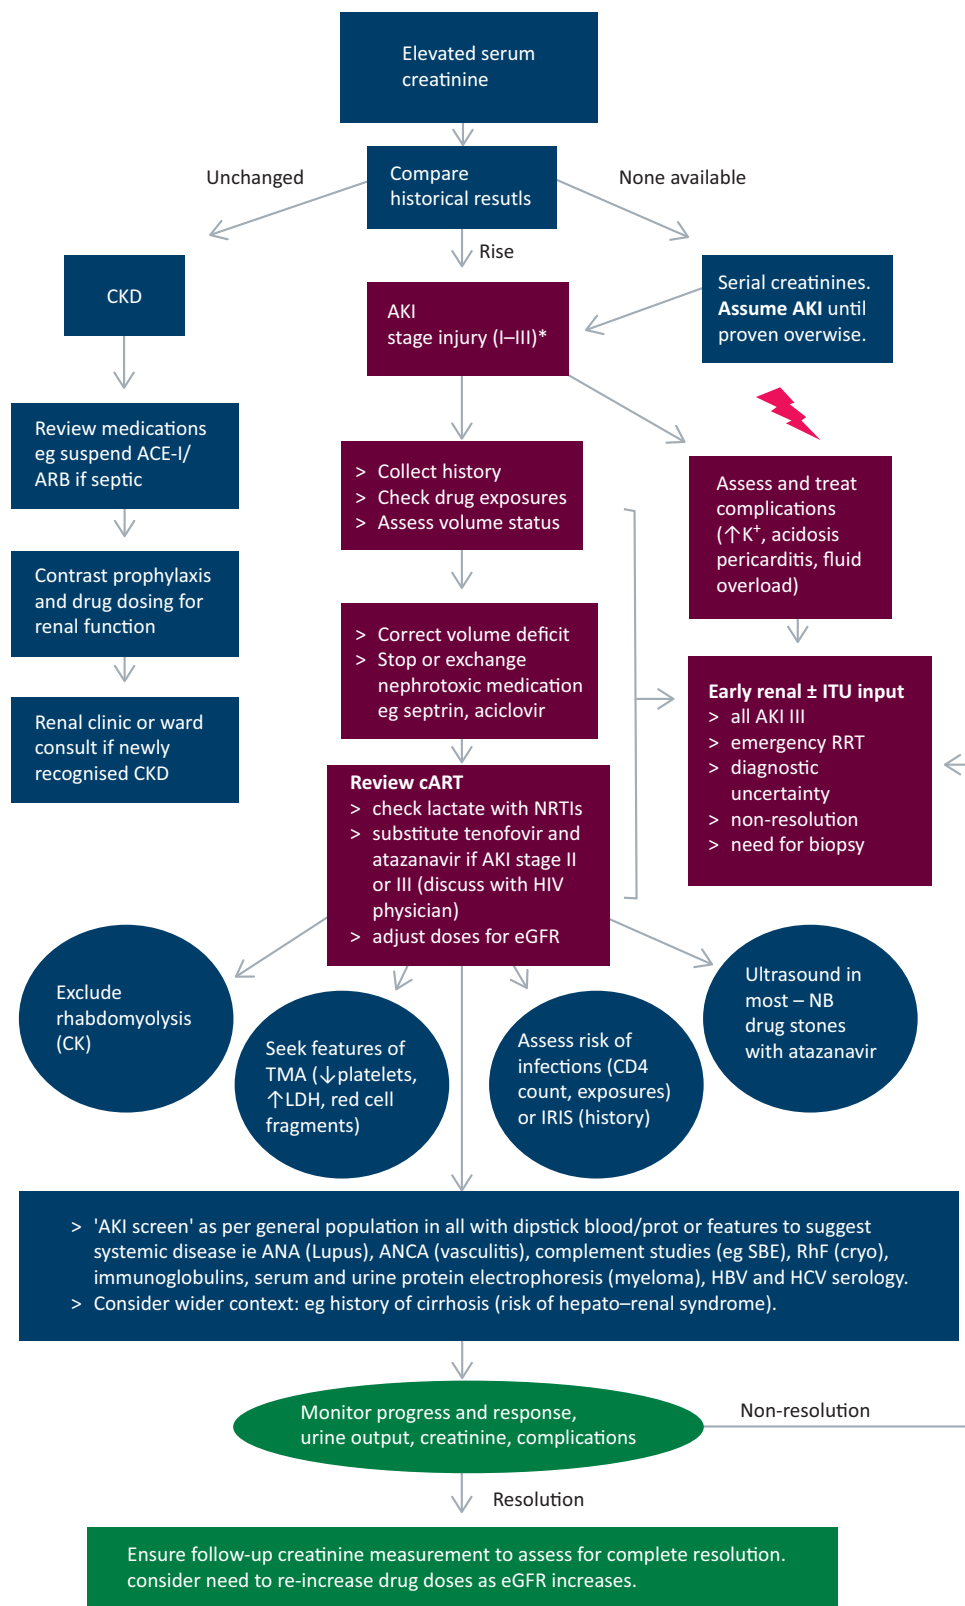 Elevated serum
creatinine
Compare
historical resutls
Unchanged
None available
Rise
CKD
AKI
stage injury (I–III)*
Serial creatinines.
Assume AKI until
proven overwise.
Review medications
eg suspend ACE-I/
ARB if septic
> Collect history
> Check drug exposures
> Assess volume status
Assess and treat
complications
(↑K⁺, acidosis
pericarditis, fluid
overload)
Contrast prophylaxis
and drug dosing for
renal function
> Correct volume deficit
> Stop or exchange
nephrotoxic medication
eg septrin, aciclovir
Early renal ± ITU input
> all AKI III
> emergency RRT
> diagnostic
uncertainty
> non-resolution
> need for biopsy
Renal clinic or ward
consult if newly
recognised CKD
Review cART
> check lactate with NRTIs
> substitute tenofovir and
atazanavir if AKI stage II
or III (discuss with HIV
physician)
> adjust doses for eGFR
Exclude
rhabdomyolysis
(CK)
Seek features of
TMA (↓platelets,
↑LDH, red cell
fragments)
Assess risk of
infections (CD4
count, exposures)
or IRIS (history)
Ultrasound in
most – NB
drug stones
with atazanavir
> 'AKI screen' as per general population in all with dipstick blood/prot or features to suggest
systemic disease ie ANA (Lupus), ANCA (vasculitis), complement studies (eg SBE), RhF (cryo),
immunoglobulins, serum and urine protein electrophoresis (myeloma), HBV and HCV serology.
> Consider wider context: eg history of cirrhosis (risk of hepato–renal syndrome).
Monitor progress and response,
urine output, creatinine, complications
Non-resolution
Resolution
Ensure follow-up creatinine measurement to assess for complete resolution.
consider need to re-increase drug doses as eGFR increases.